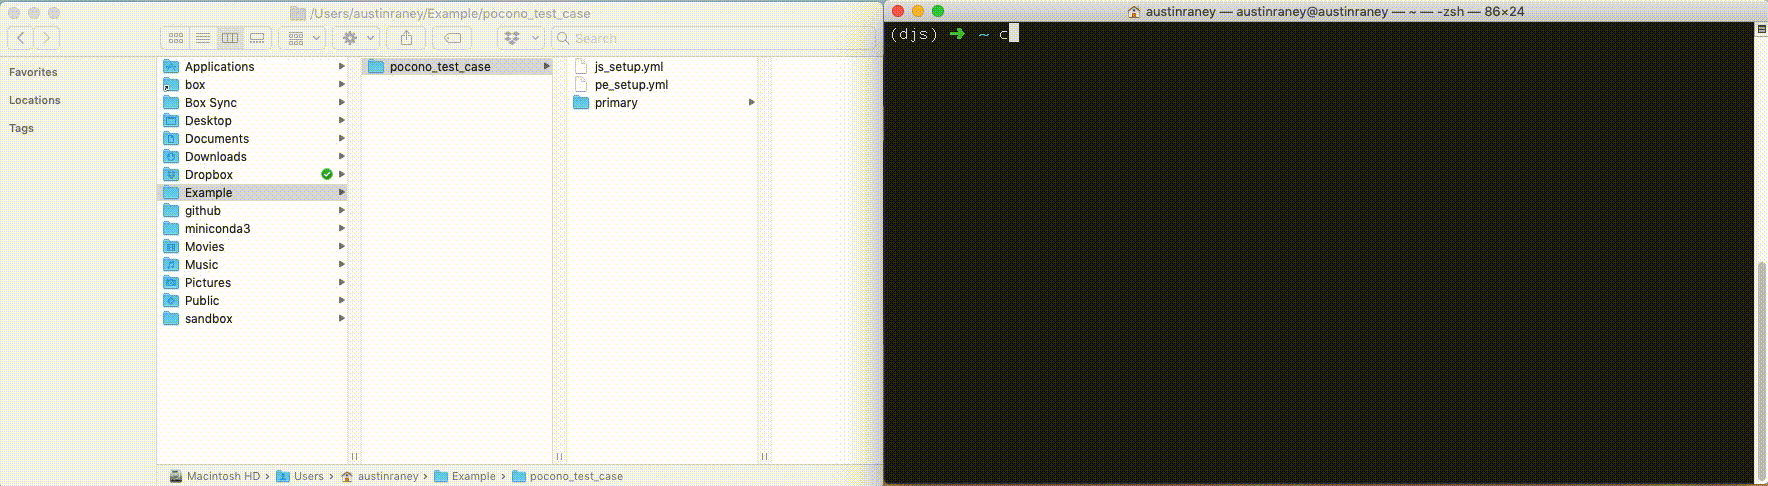 /Users/austinraney/Example/pocono_test_case
Search
Favorites
Locations
Tags
Applications
box
Box Sync
Desktop
Documents
Downloads
Dropbox
Example
github
miniconda3
Movies
Music
Pictures
Public
sandbox
pocono_test_case
js_setup.yml
pe_setup.yml
primary
Macintosh HD › Users › austinraney › Example › pocono_test_case
austinraney — austinraney@austinraney — ~ — -zsh — 86×24
(djs) ➜ ~ c